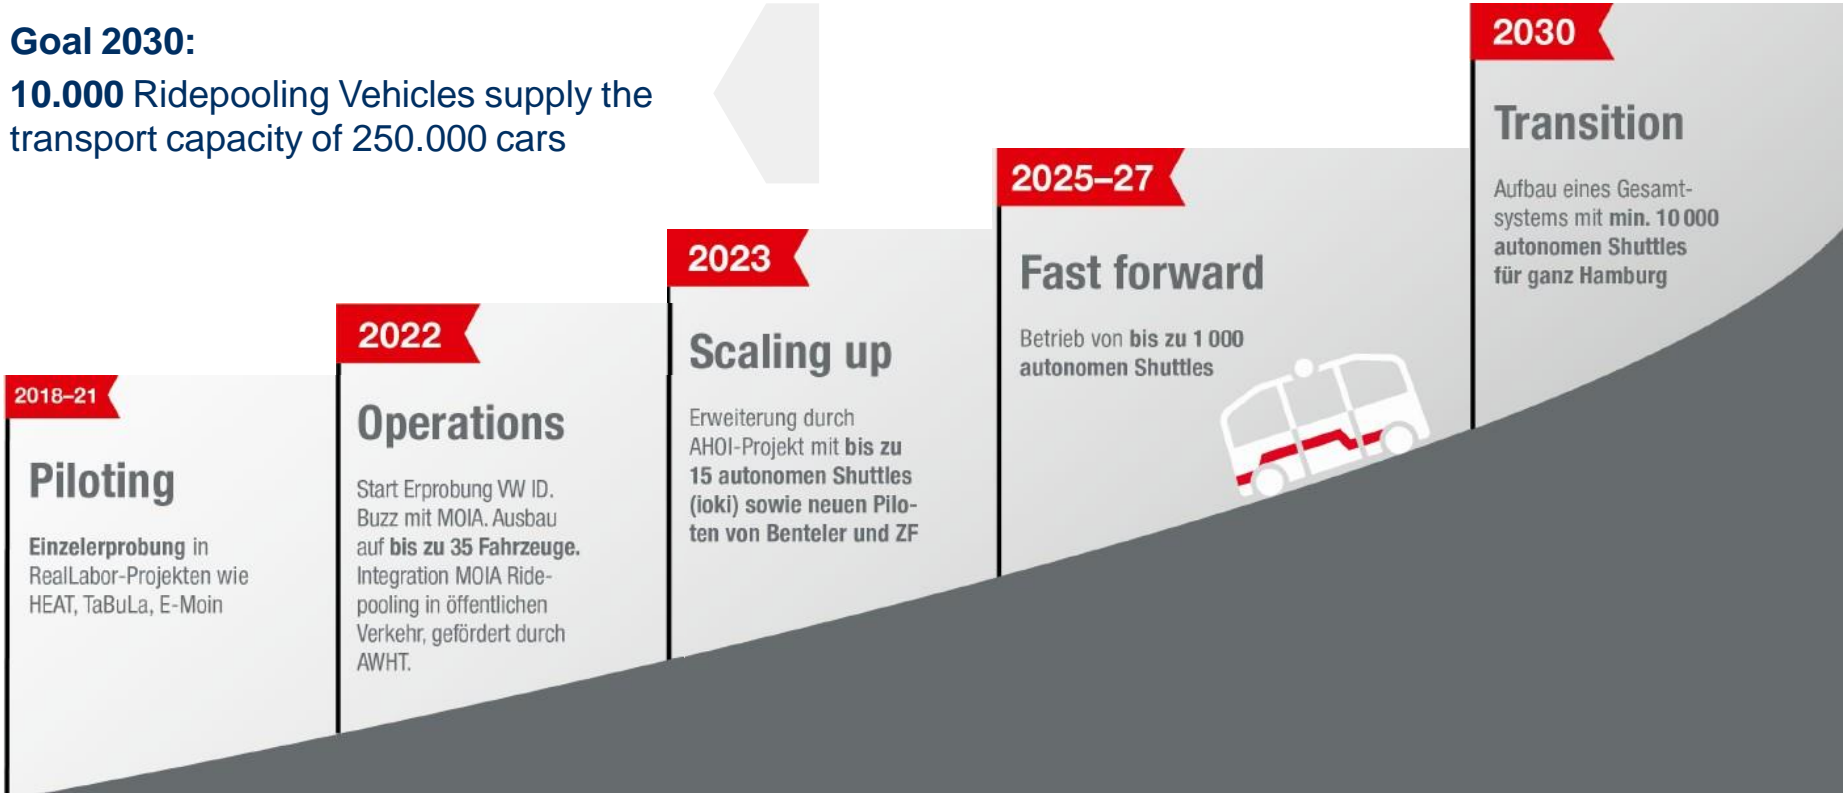 Goal 2030:
10.000 Ridepooling Vehicles supply the
transport capacity of 250.000 cars
2018–21
Piloting
Einzelerprobung in
RealLabor-Projekten wie
HEAT, TaBuLa, E-Moin
2022
Operations
Start Erprobung VW ID.
Buzz mit MOIA. Ausbau
auf bis zu 35 Fahrzeuge.
Integration MOIA Ride-
pooling in öffentlichen
Verkehr, gefördert durch
AWHT.
2023
Scaling up
Erweiterung durch
AHOI-Projekt mit bis zu
15 autonomen Shuttles
(ioki) sowie neuen Pilo-
ten von Benteler und ZF
2025–27
Fast forward
Betrieb von bis zu 1 000
autonomen Shuttles
2030
Transition
Aufbau eines Gesamt-
systems mit min. 10 000
autonomen Shuttles
für ganz Hamburg